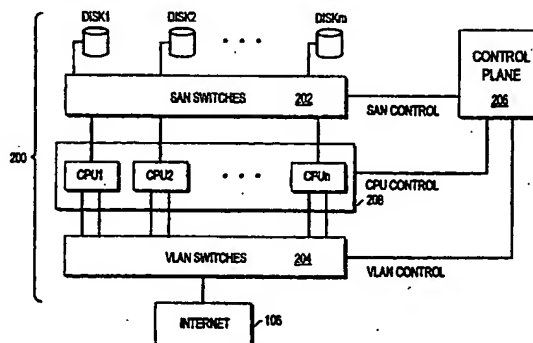 DISK1
DISK2
DISKm
CONTROL
PLANE
206
SAN SWITCHES 202
SAN CONTROL
200
CPU1
CPU2
CPUn
CPU CONTROL
208
VLAN SWITCHES 204
VLAN CONTROL
INTERNET
106